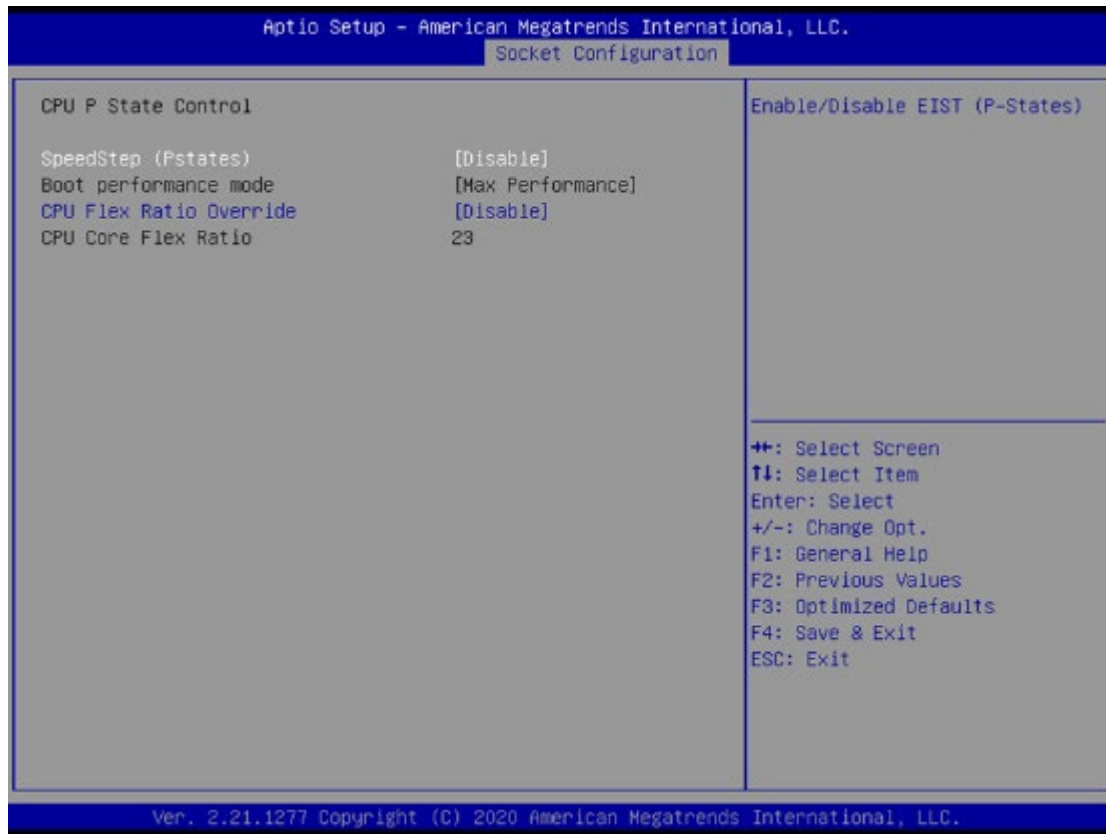 Aptio Setup – American Megatrends International, LLC.
Socket Configuration
CPU P State Control
SpeedStep (Pstates) [Disable]
Boot performance mode [Max Performance]
CPU Flex Ratio Override [Disable]
CPU Core Flex Ratio 23
Enable/Disable EIST (P-States)
→←: Select Screen
↑↓: Select Item
Enter: Select
+/-: Change Opt.
F1: General Help
F2: Previous Values
F3: Optimized Defaults
F4: Save & Exit
ESC: Exit
Ver. 2.21.1277 Copyright (C) 2020 American Megatrends International, LLC.